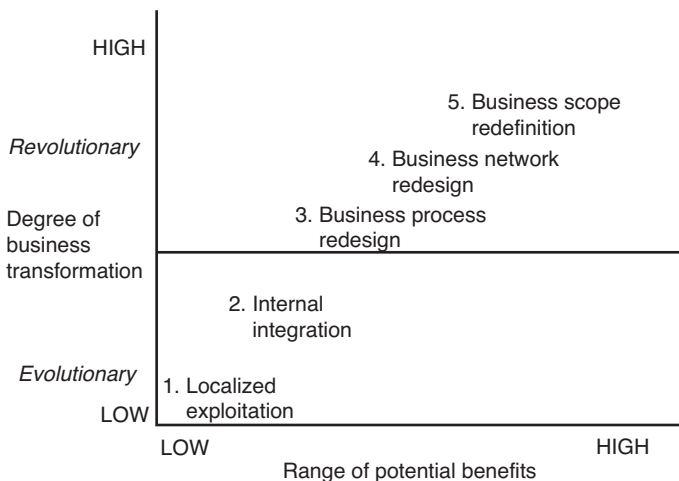 HIGH
5. Business scope
redefinition
Revolutionary
4. Business network
redesign
3. Business process
redesign
Degree of
business
transformation
2. Internal
integration
Evolutionary
1. Localized
exploitation
LOW
LOW
HIGH
Range of potential benefits